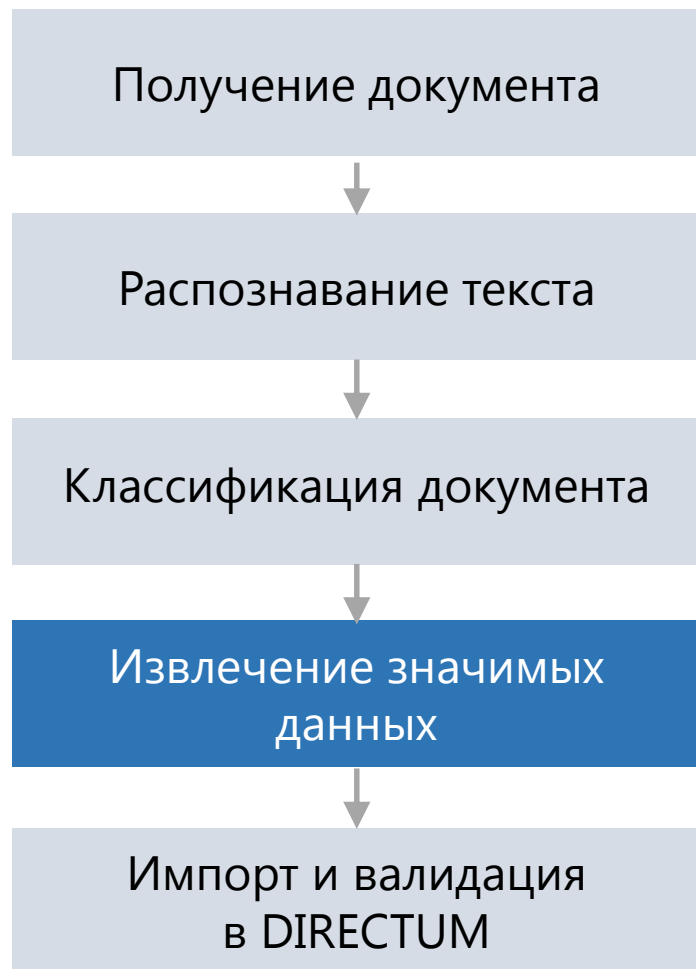 Получение документа
Распознавание текста
Классификация документа
Извлечение значимых
данных
Импорт и валидация
в DIRECTUM